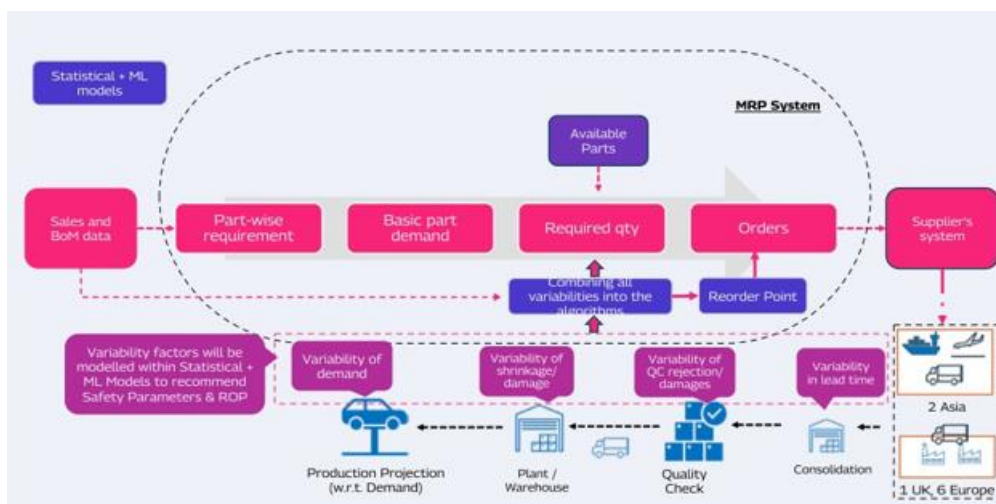 Statistical + ML
models
MRP System
Available
Parts
Sales and
BoM data
Part-wise
requirement
Basic part
demand
Required qty
Orders
Supplier's
system
Combining all
variabilities into the
algorithms
Reorder Point
Variability factors will be
modelled within Statistical +
ML Models to recommend
Safety Parameters & ROP
Variability of
demand
Variability of
shrinkage/
damage
Variability of
QC rejection/
damages
Variability
in lead time
2 Asia
Production Projection
(w.r.t. Demand)
Plant /
Warehouse
Quality
Check
Consolidation
1 UK, 6 Europe